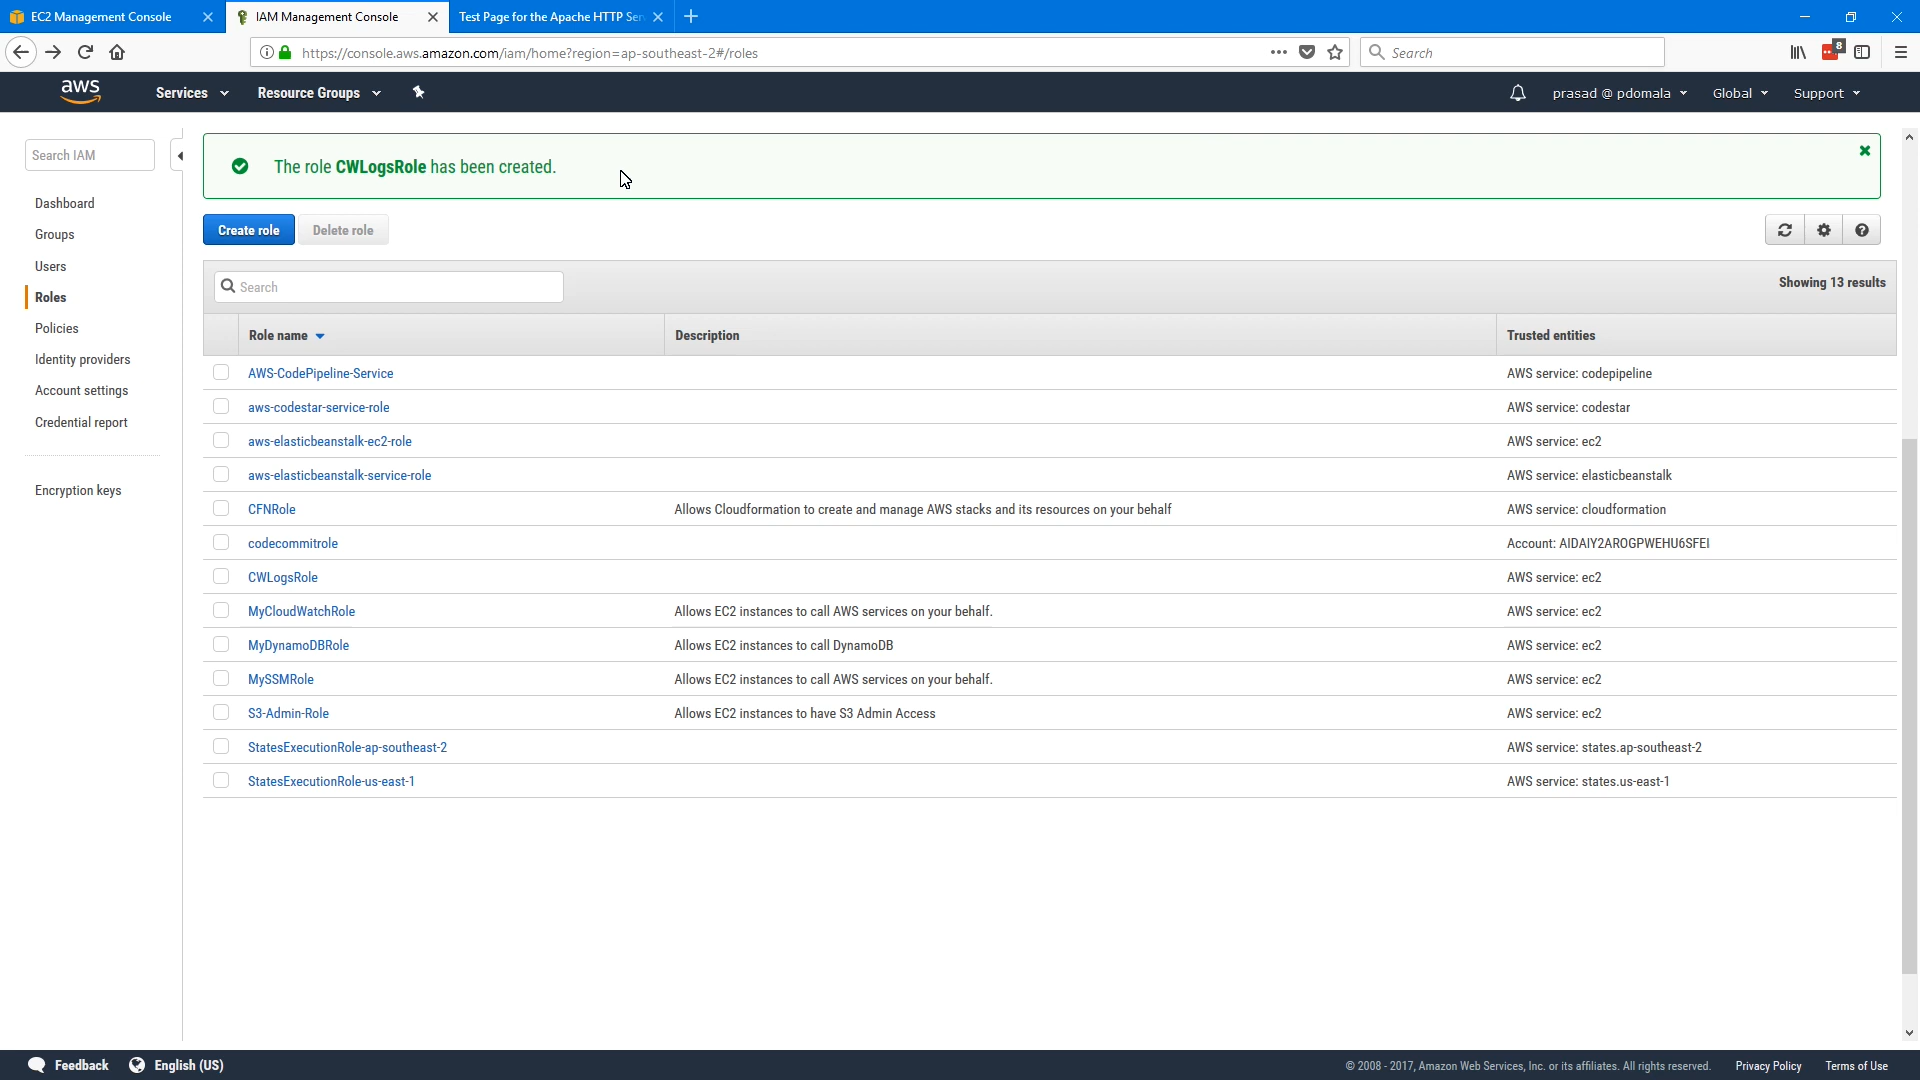 EC2 Management Console
IAM Management Console
Test Page for the Apache HTTP Ser
https://console.aws.amazon.com/iam/home?region=ap-southeast-2#/roles
Search
8
aws
Services
Resource Groups
prasad @ pdomala
Global
Support
Search IAM
Dashboard
Groups
Users
Roles
Policies
Identity providers
Account settings
Credential report
Encryption keys
The role CWLogsRole has been created.
Create role
Delete role
Search
Showing 13 results
Role name Description Trusted entities
AWS-CodePipeline-Service AWS service: codepipeline
aws-codestar-service-role AWS service: codestar
aws-elasticbeanstalk-ec2-role AWS service: ec2
aws-elasticbeanstalk-service-role AWS service: elasticbeanstalk
CFNRole Allows Cloudformation to create and manage AWS stacks and its resources on your behalf AWS service: cloudformation
codecommitrole Account: AIDAIY2AROGPWEHU6SFEI
CWLogsRole AWS service: ec2
MyCloudWatchRole Allows EC2 instances to call AWS services on your behalf. AWS service: ec2
MyDynamoDBRole Allows EC2 instances to call DynamoDB AWS service: ec2
MySSMRole Allows EC2 instances to call AWS services on your behalf. AWS service: ec2
S3-Admin-Role Allows EC2 instances to have S3 Admin Access AWS service: ec2
StatesExecutionRole-ap-southeast-2 AWS service: states.ap-southeast-2
StatesExecutionRole-us-east-1 AWS service: states.us-east-1
Feedback
English (US)
© 2008 - 2017, Amazon Web Services, Inc. or its affiliates. All rights reserved.
Privacy Policy
Terms of Use